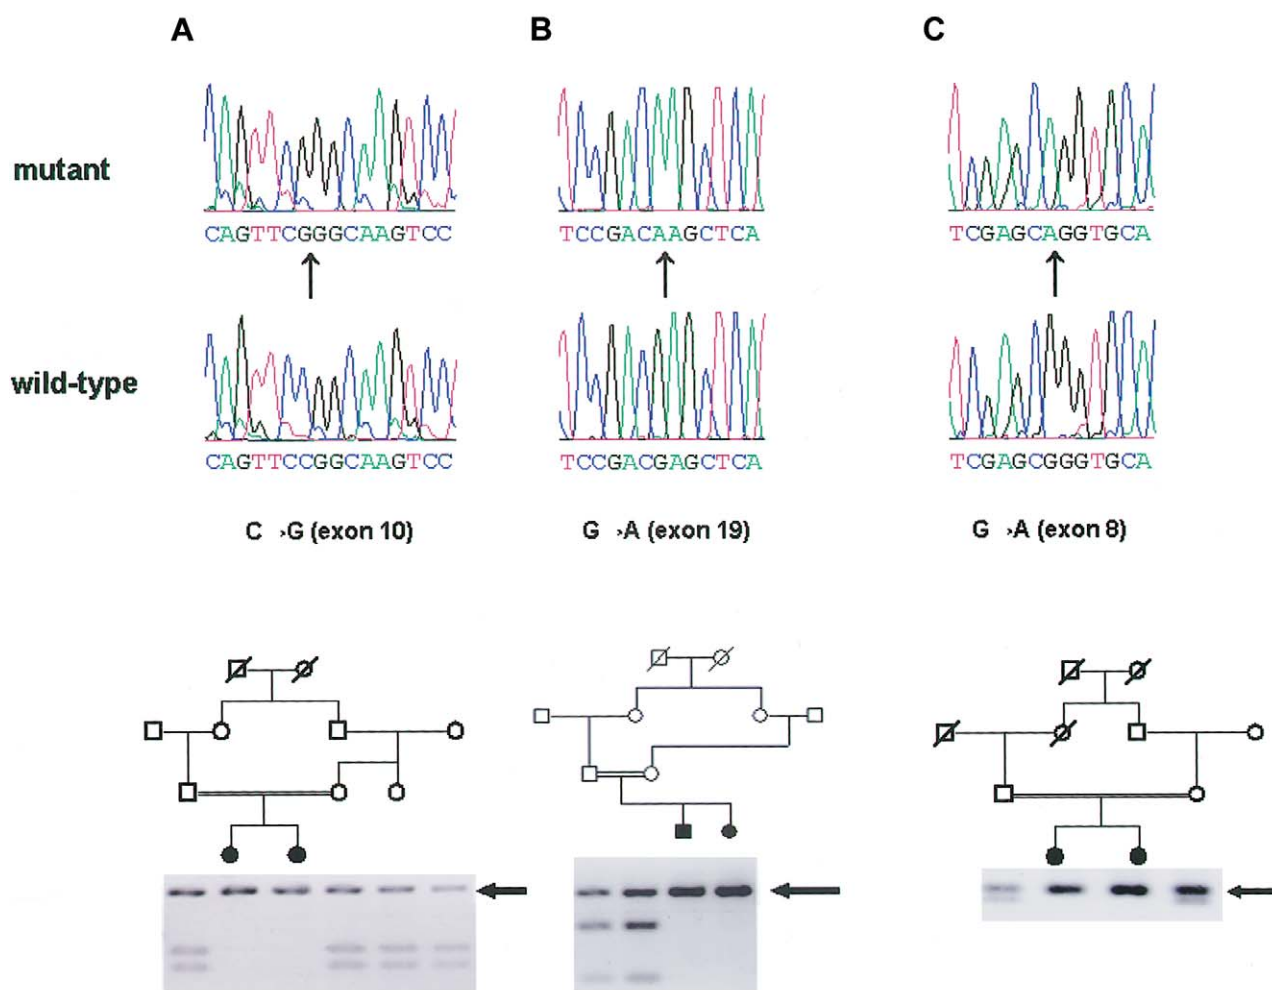 A B C
mutant
CAGTTCGGGCAAGTCC TCCGACAAGCTCA TCGAGCAGGTGCA
wild-type
CAGTTCCGGCAAGTCC TCCGACGAGCTCA TCGAGCGGGTGCA
C →G (exon 10) G →A (exon 19) G →A (exon 8)